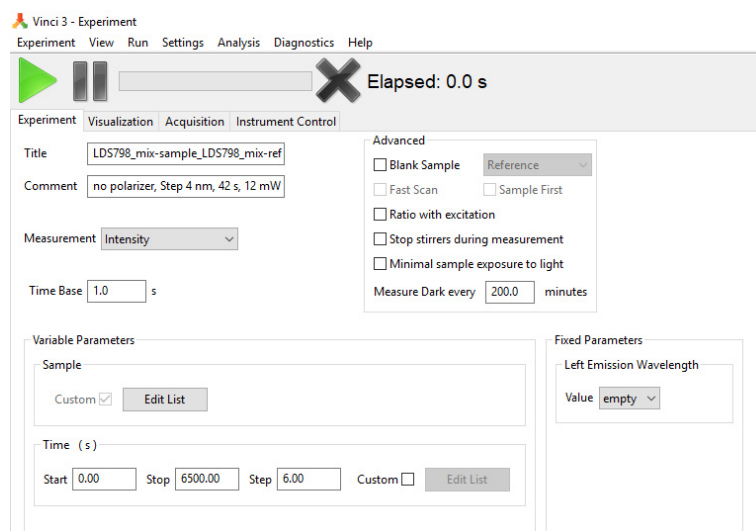 Vinci 3 - Experiment
Experiment View Run Settings Analysis Diagnostics Help
Elapsed: 0.0 s
Experiment Visualization Acquisition Instrument Control
Title LDS798_mix-sample_LDS798_mix-ref
Comment no polarizer, Step 4 nm, 42 s, 12 mW
Measurement Intensity
Time Base 1.0 s
Advanced
Blank Sample Reference
Fast Scan Sample First
Ratio with excitation
Stop stirrers during measurement
Minimal sample exposure to light
Measure Dark every 200.0 minutes
Variable Parameters
Sample
Custom Edit List
Time (s)
Start 0.00 Stop 6500.00 Step 6.00 Custom Edit List
Fixed Parameters
Left Emission Wavelength
Value empty